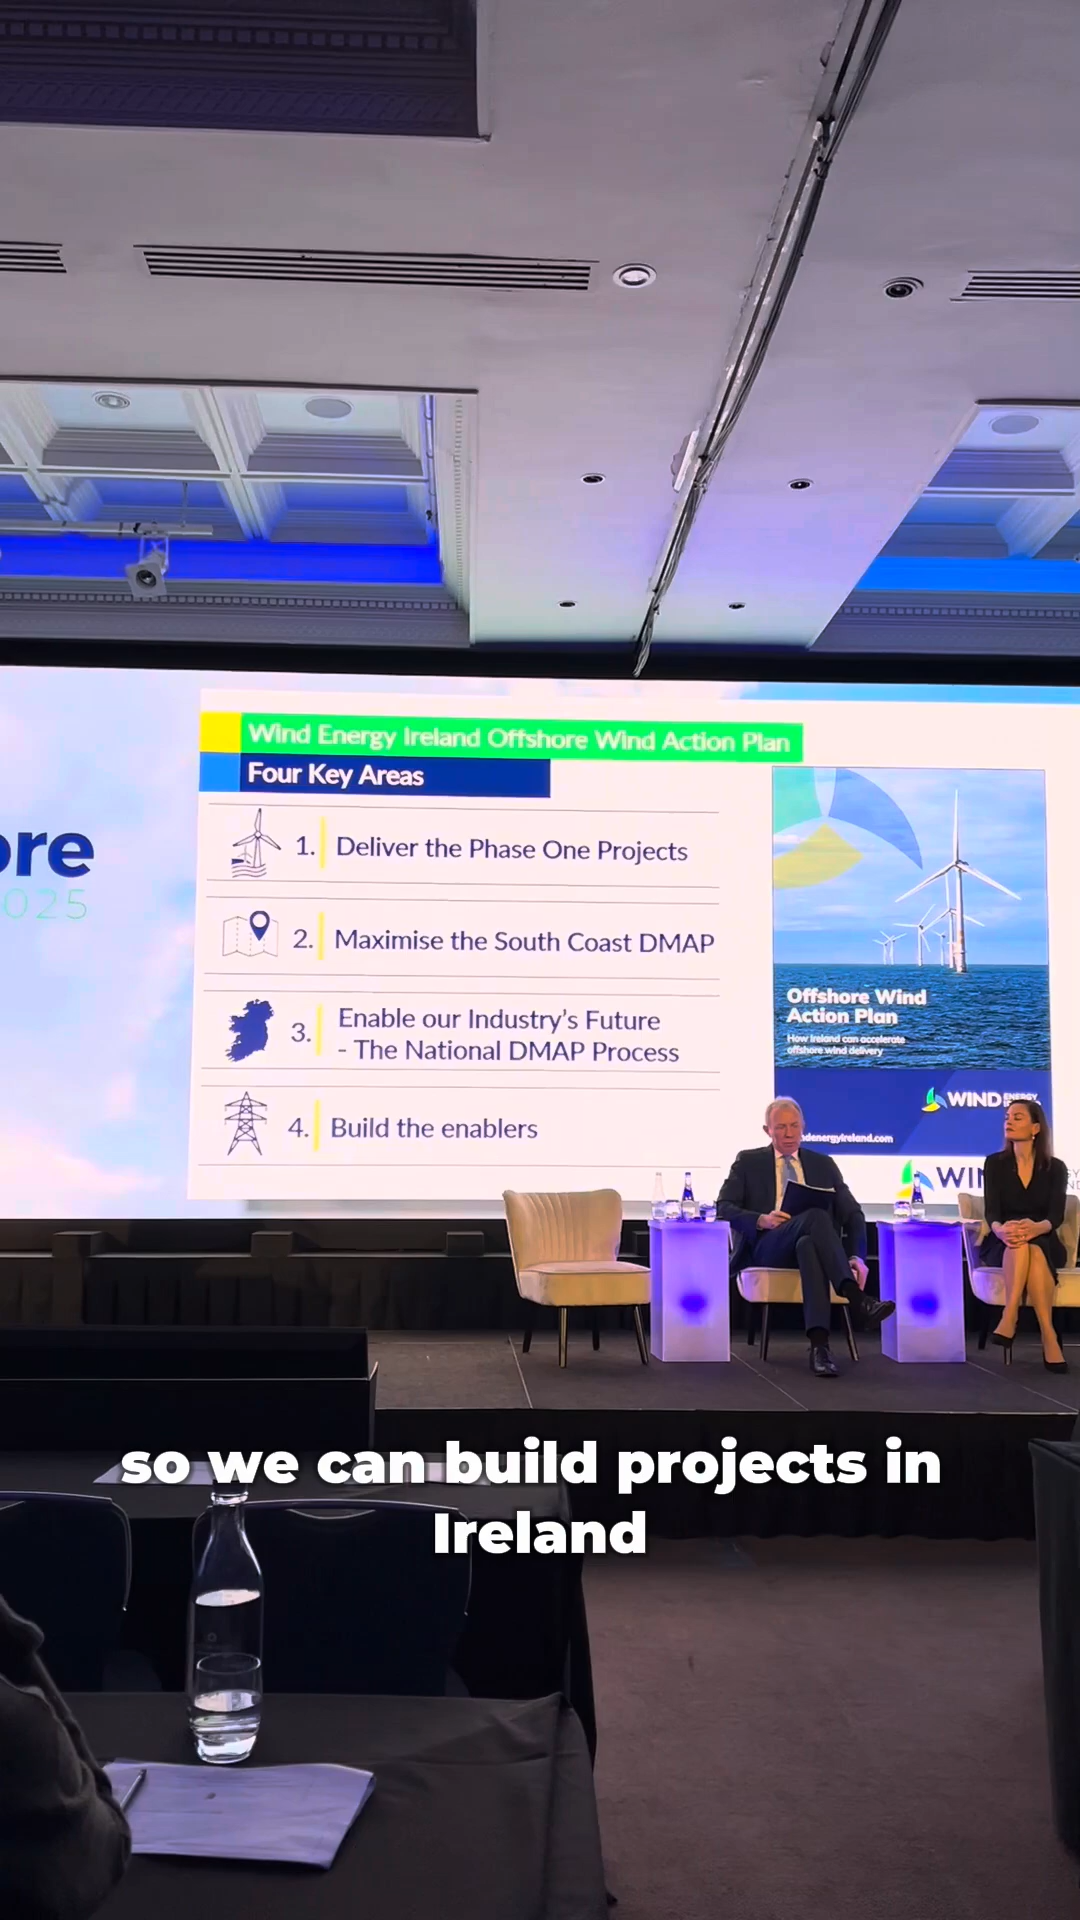 ore
025
Wind Energy Ireland Offshore Wind Action Plan
Four Key Areas
1. Deliver the Phase One Projects
2. Maximise the South Coast DMAP
3. Enable our Industry's Future
- The National DMAP Process
4. Build the enablers
Offshore Wind
Action Plan
How Ireland can accelerate
offshore wind delivery
WIND ENERGY
ndenergyireland.com
WIN
so we can build projects in
Ireland